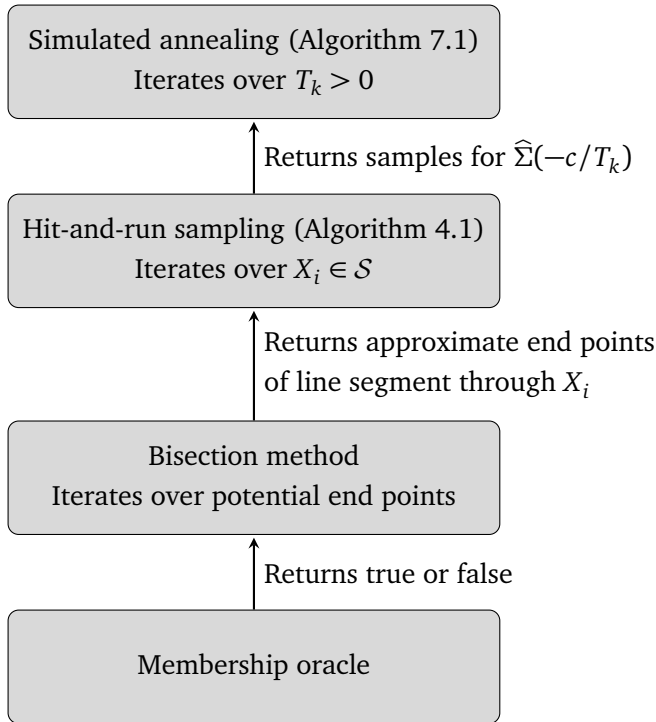 Simulated annealing (Algorithm 7.1)
Iterates over T_k > 0
Returns samples for Σ̂(−c/T_k)
Hit-and-run sampling (Algorithm 4.1)
Iterates over X_i ∈ 𝒮
Returns approximate end points
of line segment through X_i
Bisection method
Iterates over potential end points
Returns true or false
Membership oracle